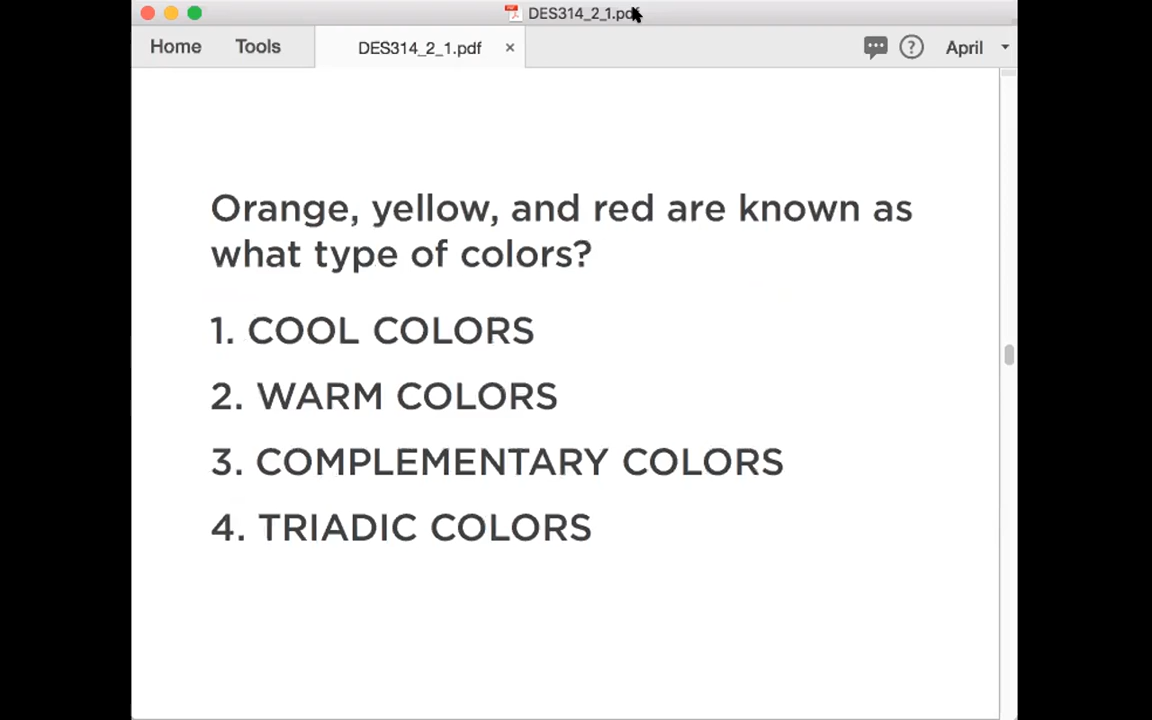 DES314_2_1.pdf
Home Tools DES314_2_1.pdf × ? April
Orange, yellow, and red are known as
what type of colors?
1. COOL COLORS
2. WARM COLORS
3. COMPLEMENTARY COLORS
4. TRIADIC COLORS